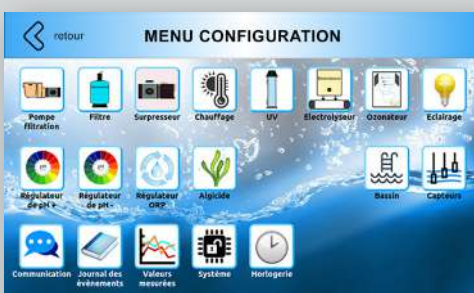 retour
MENU CONFIGURATION
Pompe filtration
Filtre
Surpresseur
Chauffage
UV
Electrolyseur
Ozonateur
Eclairage
Régulateur de pH +
Régulateur de pH -
Régulateur ORP
Algicide
Bassin
Capteurs
Communication
Journal des évènements
Valeurs mesurées
Système
Horlogerie